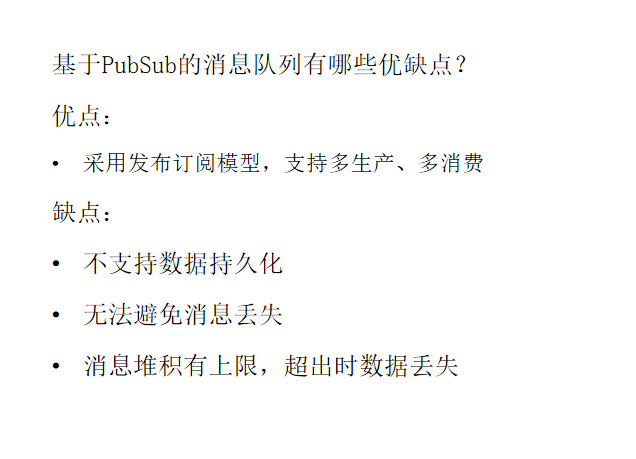 基于PubSub的消息队列有哪些优缺点？
优点：
• 采用发布订阅模型，支持多生产、多消费
缺点：
• 不支持数据持久化
• 无法避免消息丢失
• 消息堆积有上限，超出时数据丢失